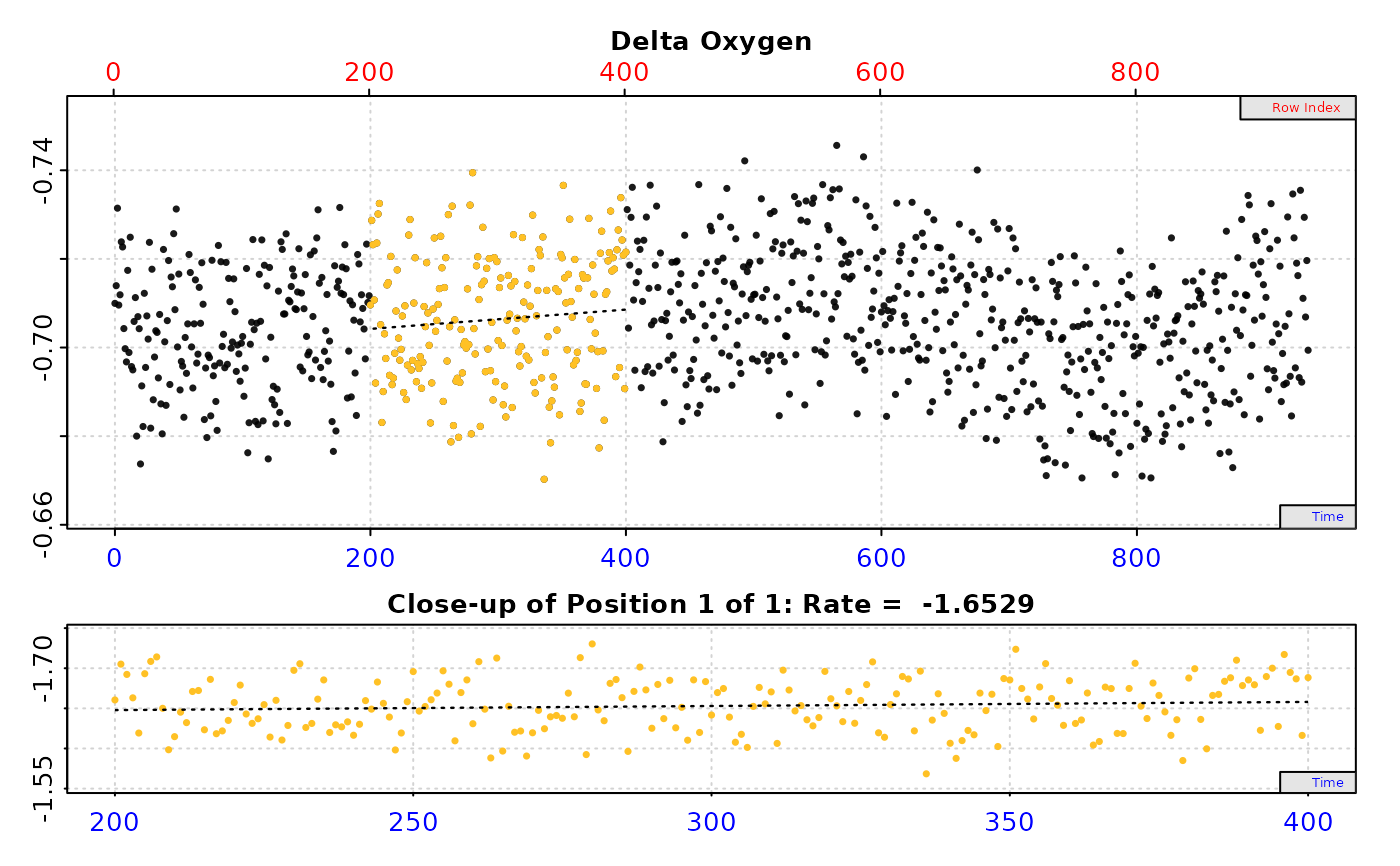 Delta Oxygen
0 200 400 600 800
Row Index
-0.74
-0.70
-0.66
Time
0 200 400 600 800
Close-up of Position 1 of 1: Rate = -1.6529
-1.70
-1.55
Time
200 250 300 350 400